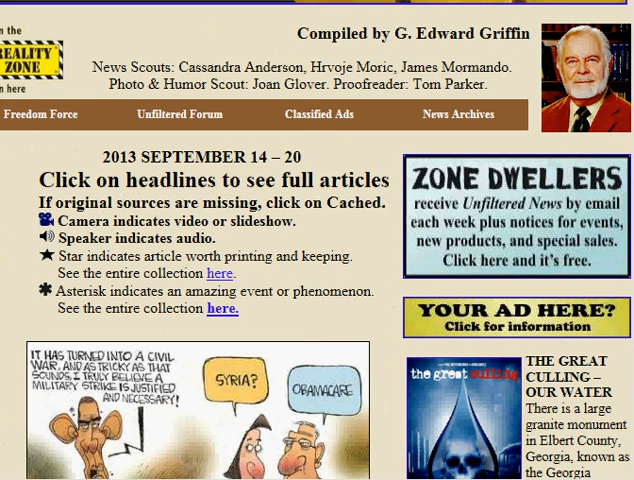 n the
REALITY
ZONE
n here
Compiled by G. Edward Griffin
News Scouts: Cassandra Anderson, Hrvoje Moric, James Mormando.
Photo & Humor Scout: Joan Glover. Proofreader: Tom Parker.
Freedom Force Unfiltered Forum Classified Ads News Archives
2013 SEPTEMBER 14 – 20
Click on headlines to see full articles
If original sources are missing, click on Cached.
Camera indicates video or slideshow.
Speaker indicates audio.
Star indicates article worth printing and keeping.
See the entire collection here.
Asterisk indicates an amazing event or phenomenon.
See the entire collection here.
IT HAS TURNED INTO A CIVIL
WAR, AND AS TRICKY AS THAT
SOUNDS, I TRULY BELIEVE A
MILITARY STRIKE IS JUSTIFIED
AND NECESSARY!
SYRIA?
OBAMACARE
ZONE DWELLERS
receive Unfiltered News by email
each week plus notices for events,
new products, and special sales.
Click here and it's free.
YOUR AD HERE?
Click for information
the great culling
THE GREAT
CULLING –
OUR WATER
There is a large
granite monument
in Elbert County,
Georgia, known as
the Georgia